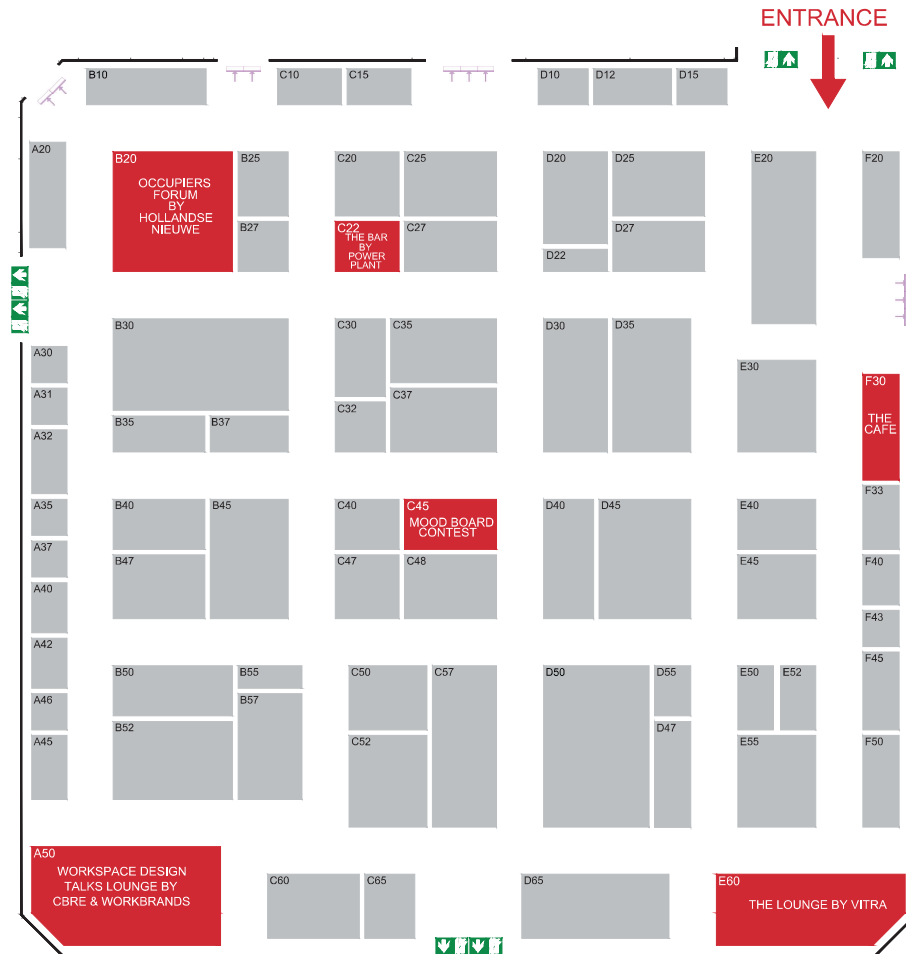 ENTRANCE
B10
C10
C15
D10
D12
D15
A20
B20
OCCUPIERS
FORUM
BY
HOLLANDSE
NIEUWE
B25
B27
C20
C25
C22
THE BAR
BY
POWER
PLANT
C27
D20
D25
D22
D27
E20
F20
A30
A31
A32
B30
B35
B37
C30
C35
C32
C37
D30
D35
E30
F30
THE
CAFE
F33
A35
A37
A40
B40
B45
B47
C40
C45
MOOD BOARD
CONTEST
C47
C48
D40
D45
E40
E45
F40
F43
A42
A46
A45
B50
B55
B52
B57
C50
C57
C52
D50
D55
D47
E50
E52
E55
F45
F50
A50
WORKSPACE DESIGN
TALKS LOUNGE BY
CBRE & WORKBRANDS
C60
C65
D65
E60
THE LOUNGE BY VITRA